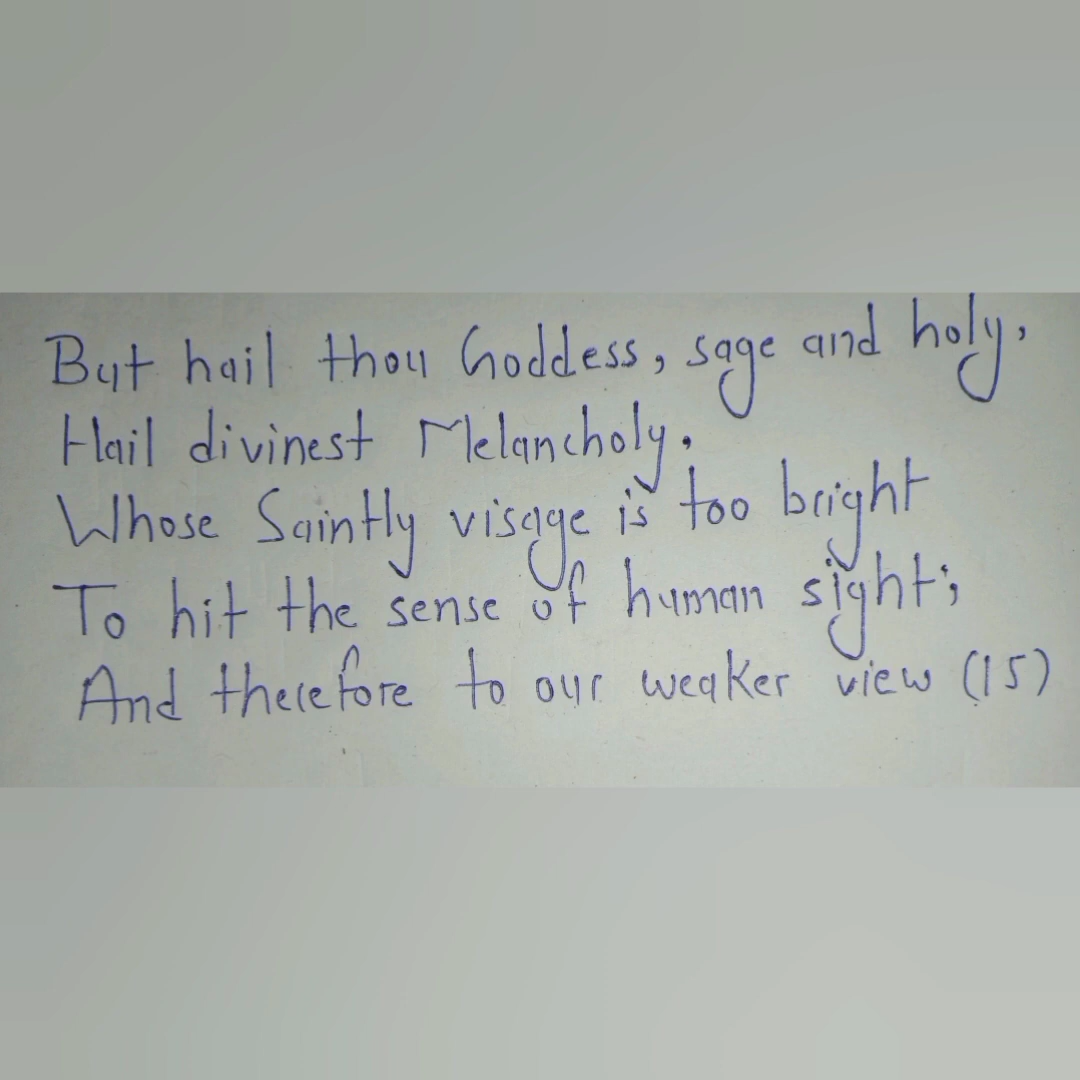 But hail thou Goddess, sage and holy,
Hail divinest Melancholy.
Whose Saintly visage is too bright
To hit the sense of human sight;
And therefore to our weaker view (15)